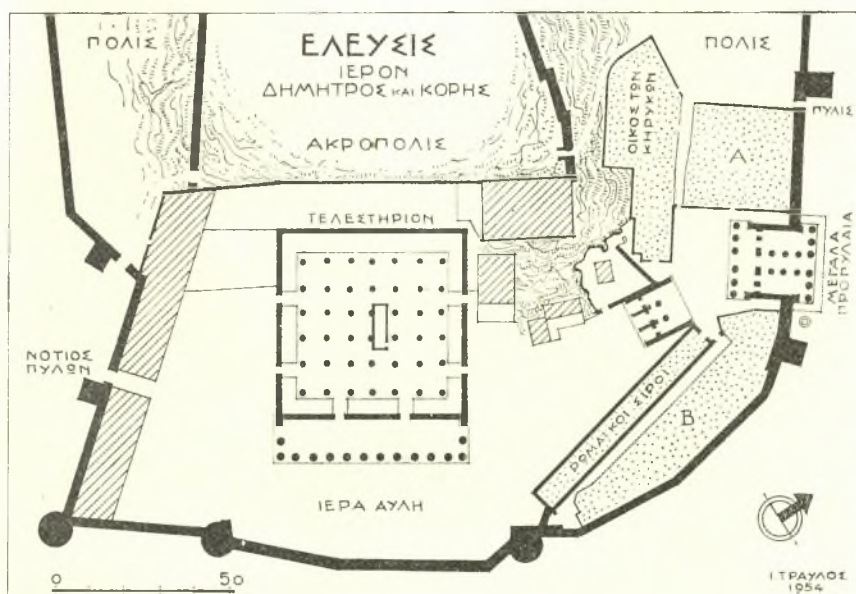 ΠΟΛΙΣ
ΕΛΕΥΣΙΣ
ΙΕΡΟΝ
ΔΗΜΗΤΡΟΣ ΚΑΙ ΚΟΡΗΣ
ΑΚΡΟΠΟΛΙΣ
ΠΟΛΙΣ
ΠΥΛΙΣ
ΟΙΚΟΣ ΤΩΝ
ΚΗΡΥΚΩΝ
Α
ΤΕΛΕΣΤΗΡΙΟΝ
ΜΕΓΑΛΑ
ΠΡΟΠΥΛΑΙΑ
ΝΟΤΙΟΣ
ΠΥΛΩΝ
ΡΩΜΑΪΚΟΙ ΣΙΡΟΙ
Β
ΙΕΡΑ ΑΥΛΗ
0 50
Ι ΤΡΑΥΛΟΣ
1954